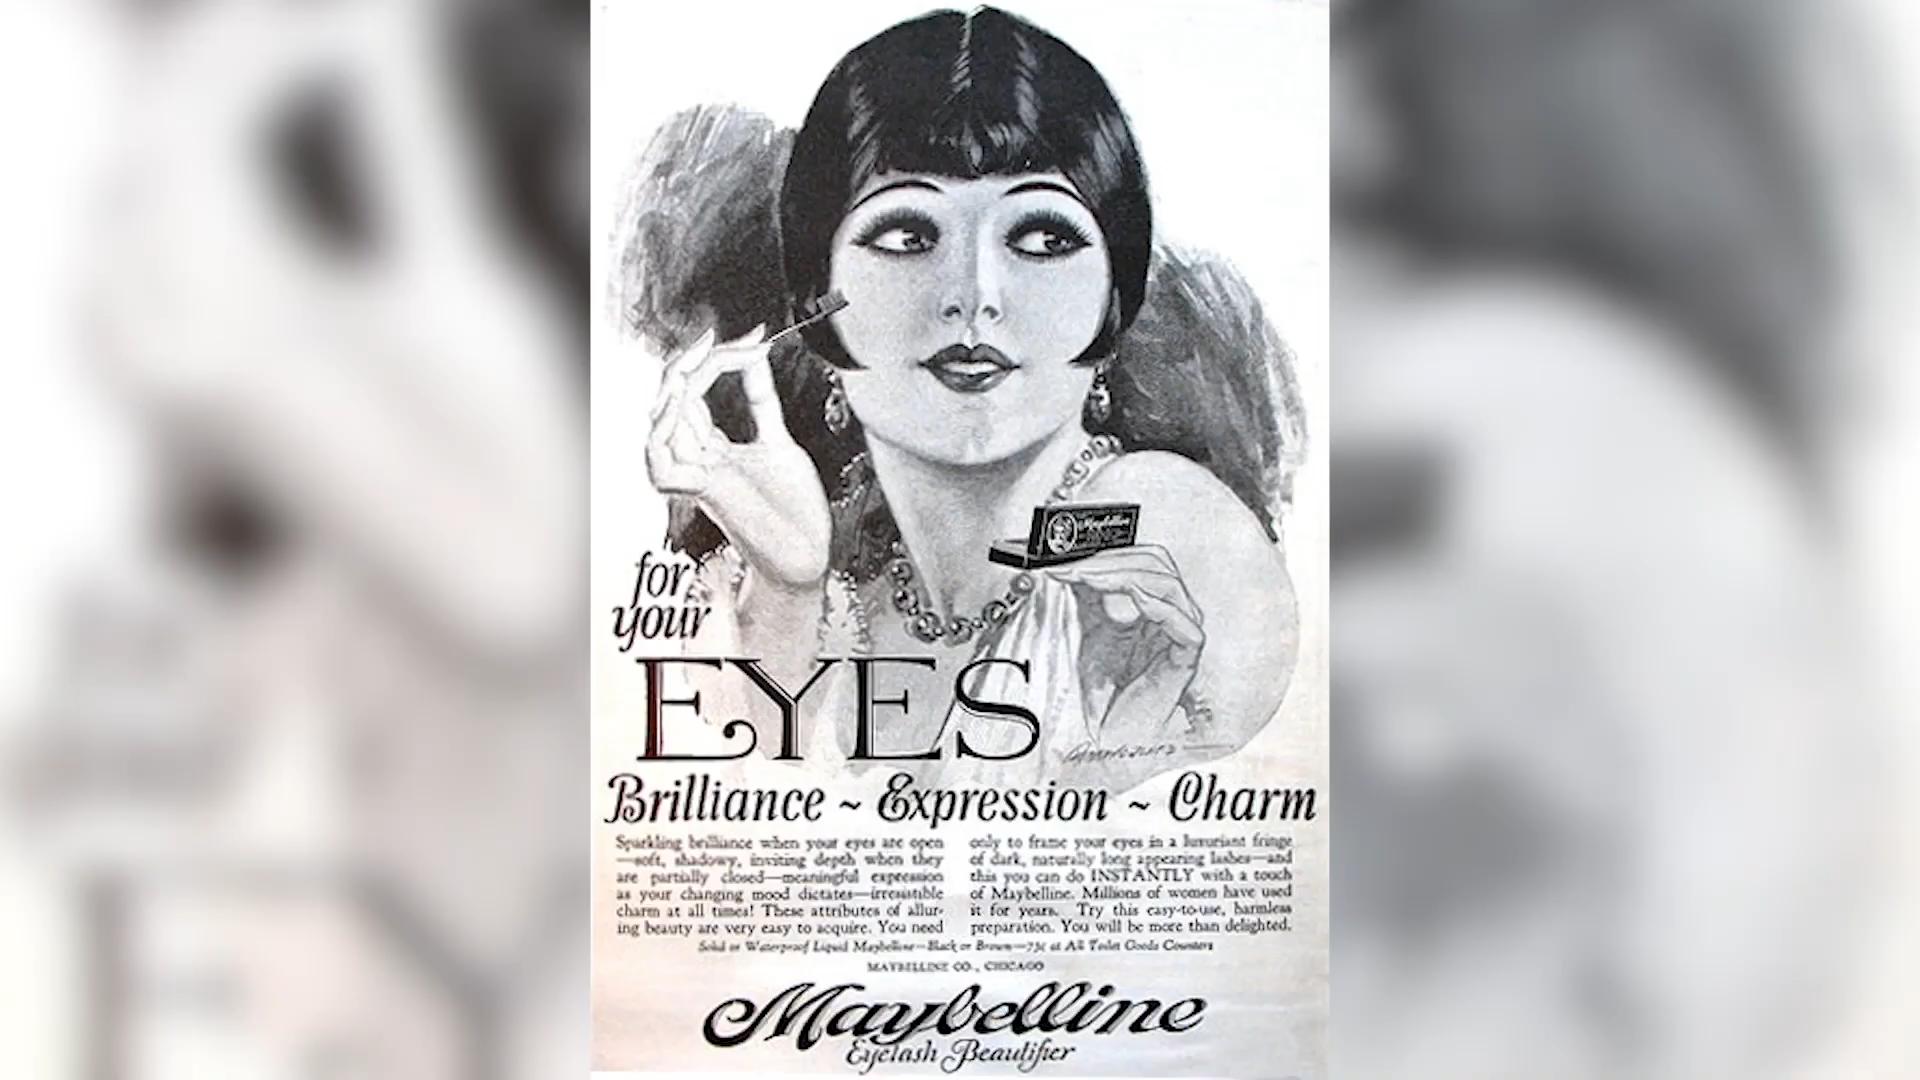 Maybelline
for
your
EYES
Brilliance ~ Expression ~ Charm
Sparkling brilliance when your eyes are open
—soft, shadowy, inviting depth when they
are partially closed—meaningful expression
as your changing mood dictates—irresistible
charm at all times! These attributes of allur-
ing beauty are very easy to acquire. You need
only to frame your eyes in a luxuriant fringe
of dark, naturally long appearing lashes—and
this you can do INSTANTLY with a touch
of Maybelline. Millions of women have used
it for years. Try this easy-to-use, harmless
preparation. You will be more than delighted.
Solid or Waterproof Liquid Maybelline—Black or Brown—75c at All Toilet Goods Counters
MAYBELLINE CO., CHICAGO
Maybelline
Eyelash Beautifier